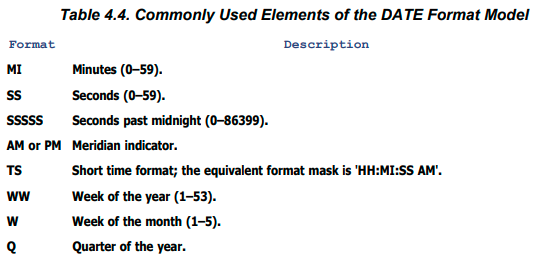 Table 4.4. Commonly Used Elements of the DATE Format Model
Format Description
MI Minutes (0–59).
SS Seconds (0–59).
SSSSS Seconds past midnight (0–86399).
AM or PM Meridian indicator.
TS Short time format; the equivalent format mask is 'HH:MI:SS AM'.
WW Week of the year (1–53).
W Week of the month (1–5).
Q Quarter of the year.